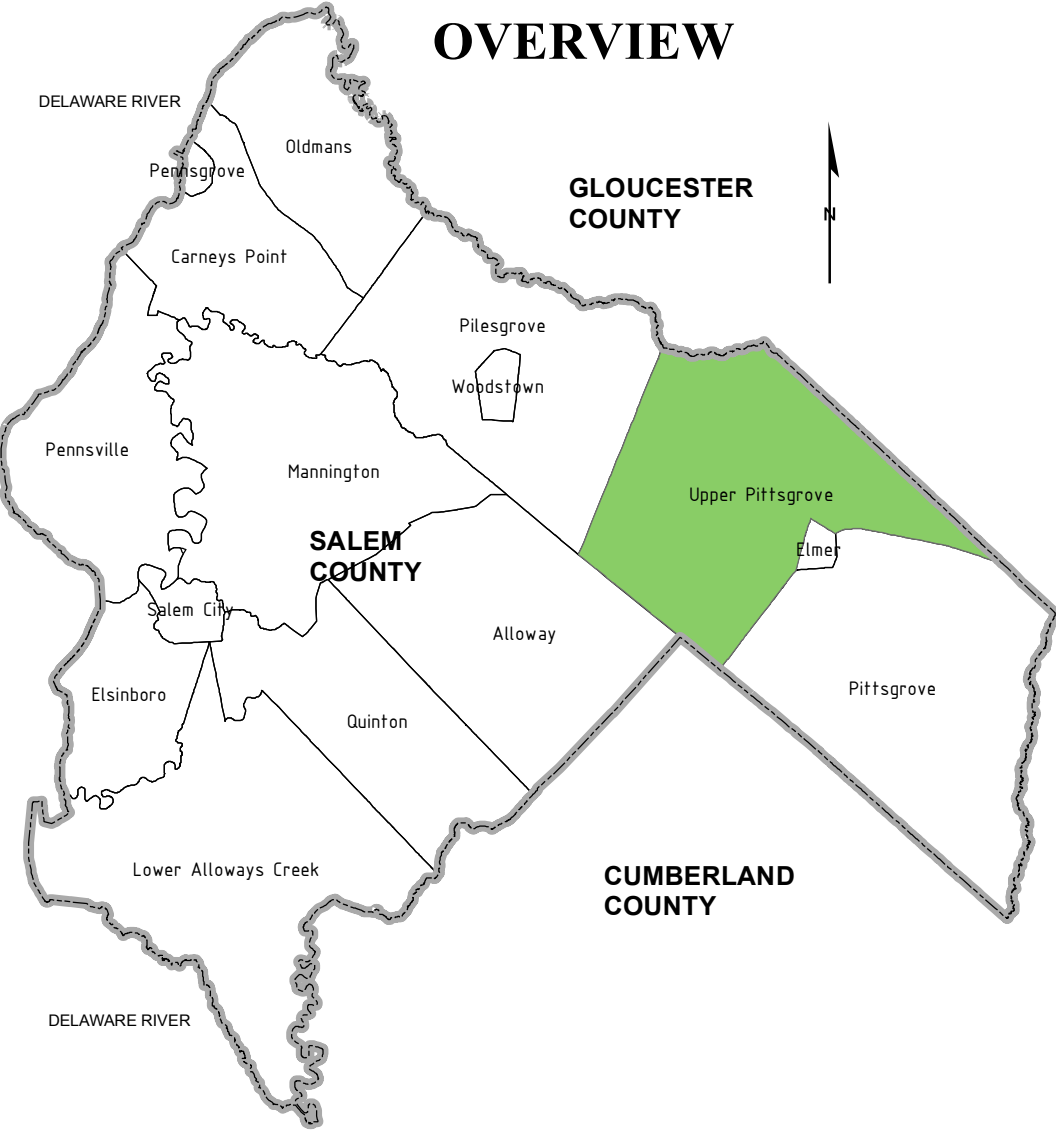 OVERVIEW
DELAWARE RIVER
Oldmans
Pennsgrove
GLOUCESTER
COUNTY
N
Carneys Point
Pilesgrove
Woodstown
Pennsville
Mannington
Upper Pittsgrove
SALEM
COUNTY
Elmer
Salem City
Alloway
Elsinboro
Pittsgrove
Quinton
Lower Alloways Creek
CUMBERLAND
COUNTY
DELAWARE RIVER